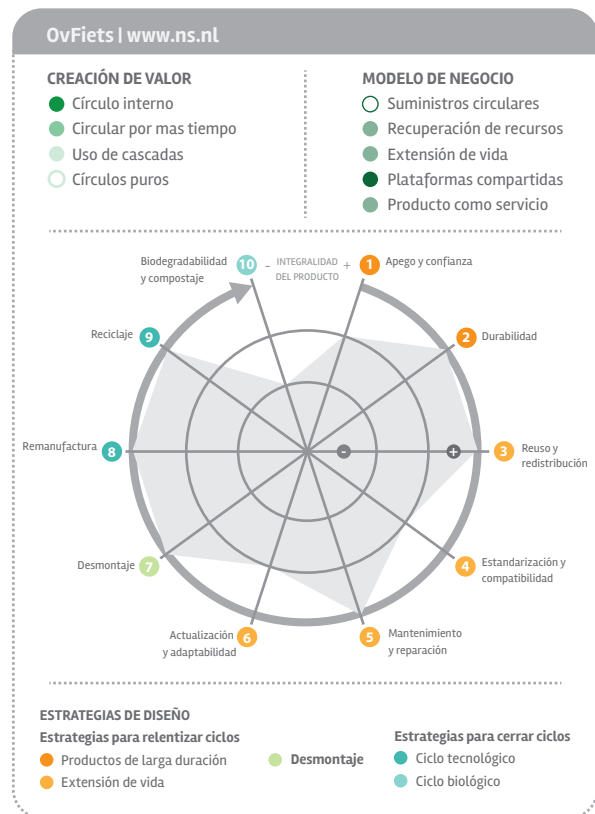 OvFiets | www.ns.nl
CREACIÓN DE VALOR
Círculo interno
Circular por mas tiempo
Uso de cascadas
Círculos puros
MODELO DE NEGOCIO
Suministros circulares
Recuperación de recursos
Extensión de vida
Plataformas compartidas
Producto como servicio
- INTEGRALIDAD +
DEL PRODUCTO
1 Apego y confianza
2 Durabilidad
3 Reuso y
redistribución
4 Estandarización y
compatibilidad
5 Mantenimiento
y reparación
6 Actualización
y adaptabilidad
7 Desmontaje
8 Remanufactura
9 Reciclaje
10 Biodegradabilidad
y compostaje
- +
ESTRATEGIAS DE DISEÑO
Estrategias para relentizar ciclos
Productos de larga duración
Extensión de vida
Desmontaje
Estrategias para cerrar ciclos
Ciclo tecnológico
Ciclo biológico